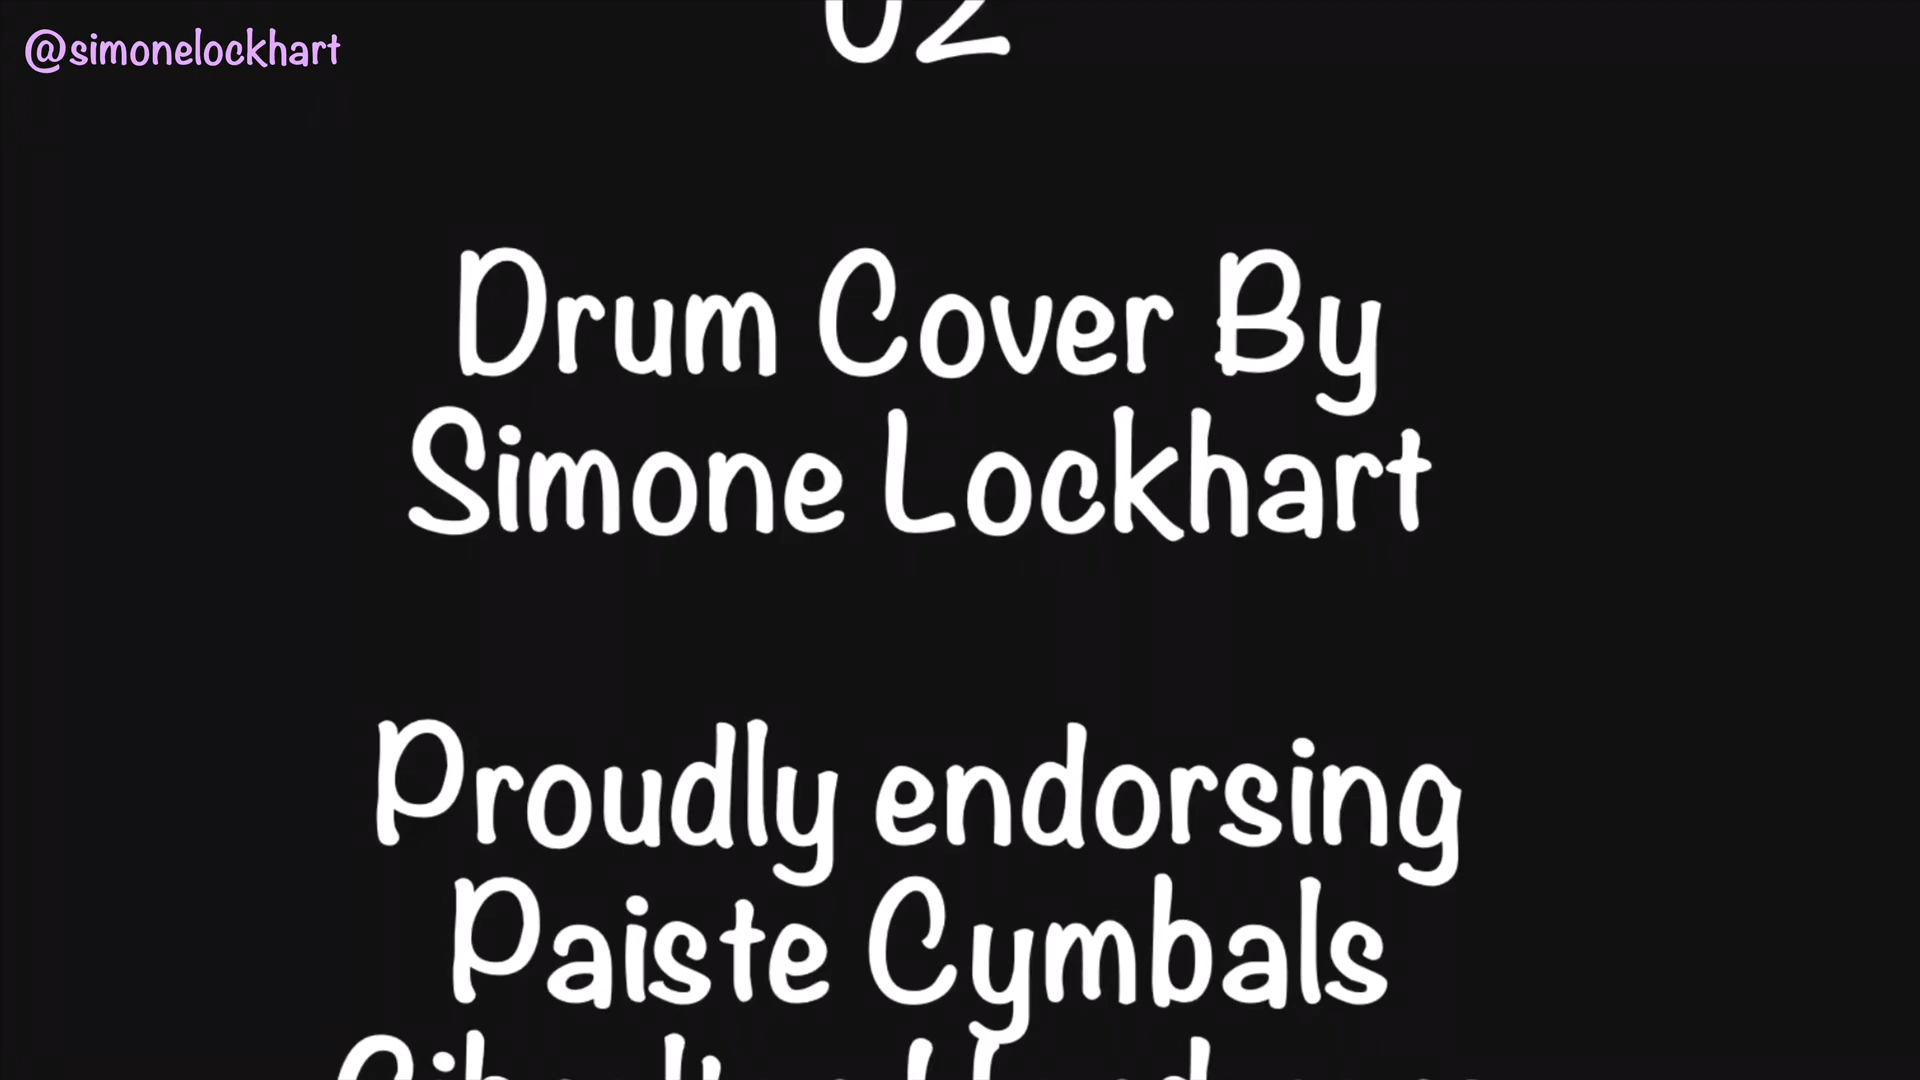 @simonelockhart
Drum Cover By
Simone Lockhart
Proudly endorsing
Paiste Cymbals